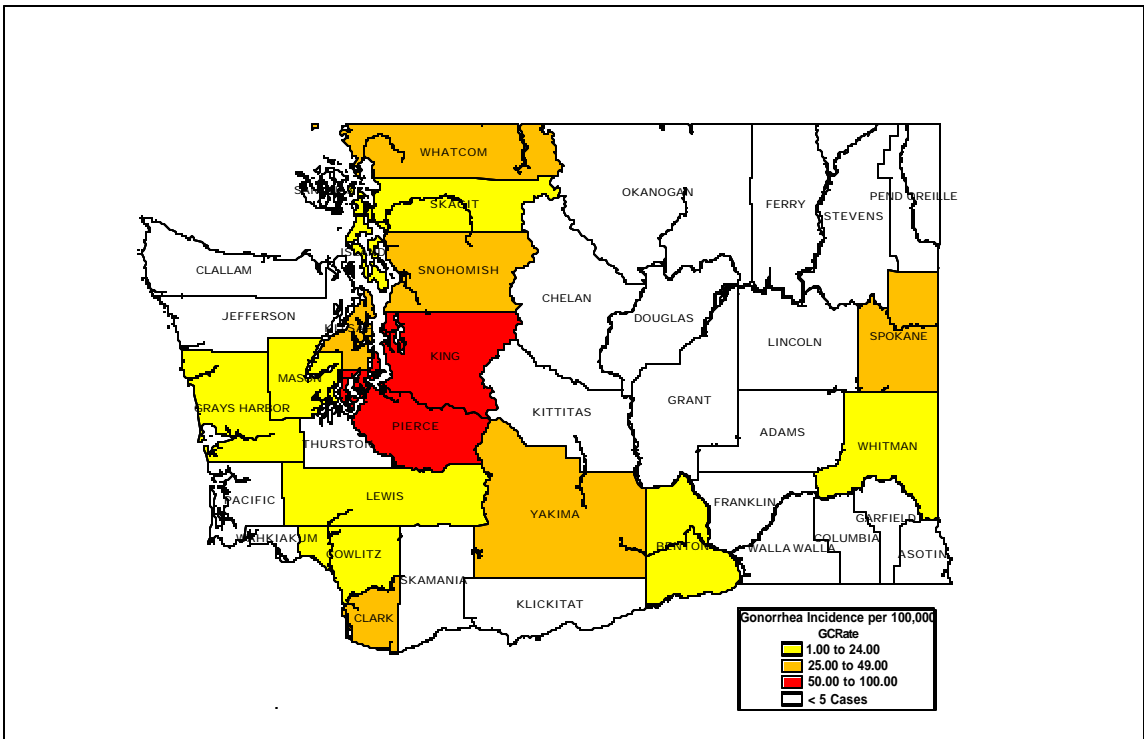 WHATCOM
OKANOGAN
FERRY
PEND OREILLE
STEVENS
SKAGIT
ISLAND
CLALLAM
SNOHOMISH
CHELAN
JEFFERSON
DOUGLAS
SPOKANE
LINCOLN
KING
MASON
GRANT
GRAYS HARBOR
KITTITAS
PIERCE
ADAMS
THURSTON
WHITMAN
LEWIS
PACIFIC
YAKIMA
FRANKLIN
GARFIELD
WAHKIAKUM
COLUMBIA
BENTON
WALLA WALLA
COWLITZ
ASOTIN
SKAMANIA
KLICKITAT
CLARK
Gonorrhea Incidence per 100,000
GCRate
1.00 to 24.00
25.00 to 49.00
50.00 to 100.00
< 5 Cases